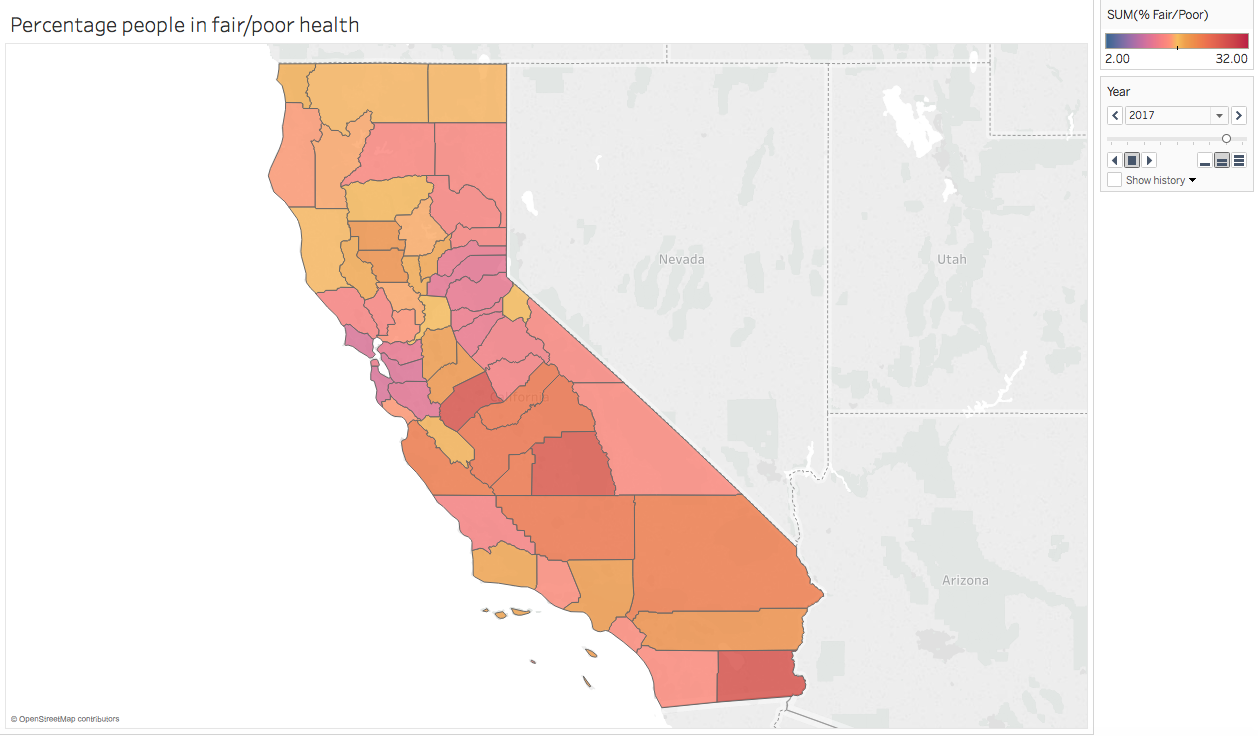 Percentage people in fair/poor health
SUM(% Fair/Poor)
2.00 32.00
Year
2017
Show history
Nevada
Utah
California
Arizona
© OpenStreetMap contributors